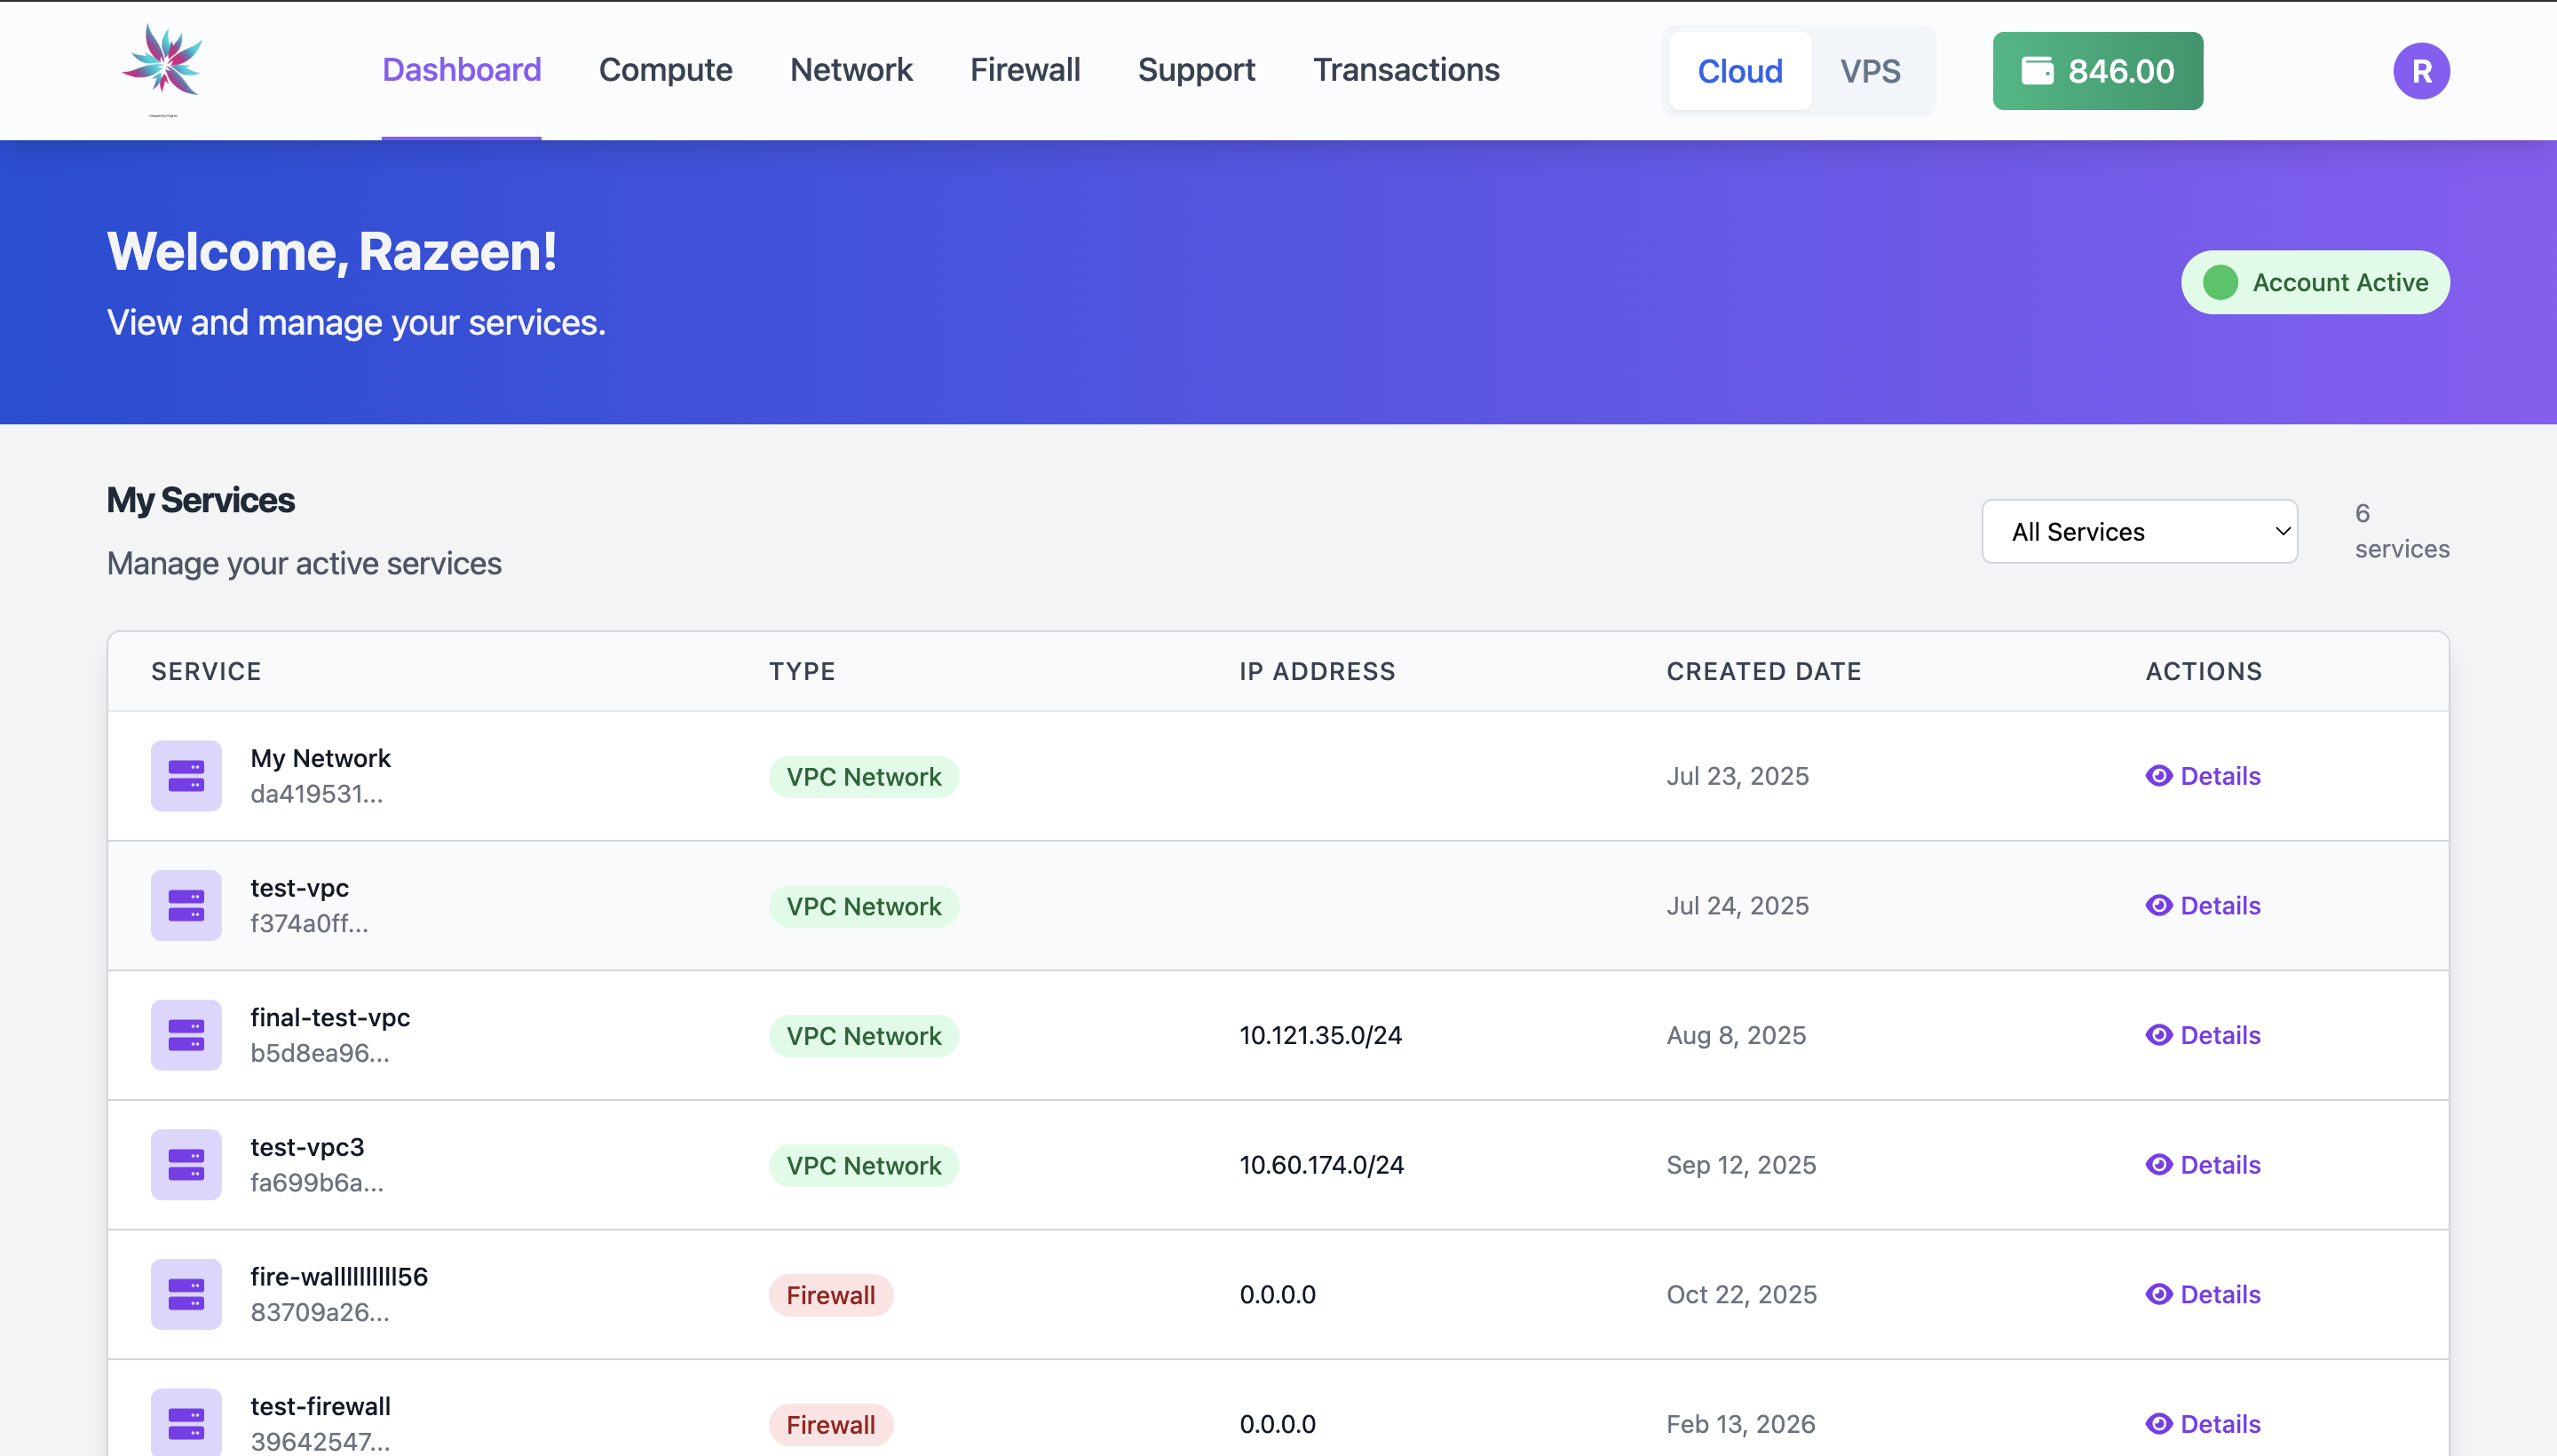 Dashboard
Compute
Network
Firewall
Support
Transactions
Cloud
VPS
846.00
R
Welcome, Razeen!
View and manage your services.
Account Active
My Services
Manage your active services
All Services
6
services
SERVICE TYPE IP ADDRESS CREATED DATE ACTIONS
My Network
da419531...
VPC Network
Jul 23, 2025
Details
test-vpc
f374a0ff...
VPC Network
Jul 24, 2025
Details
final-test-vpc
b5d8ea96...
VPC Network
10.121.35.0/24
Aug 8, 2025
Details
test-vpc3
fa699b6a...
VPC Network
10.60.174.0/24
Sep 12, 2025
Details
fire-wallllllllll56
83709a26...
Firewall
0.0.0.0
Oct 22, 2025
Details
test-firewall
39642547...
Firewall
0.0.0.0
Feb 13, 2026
Details